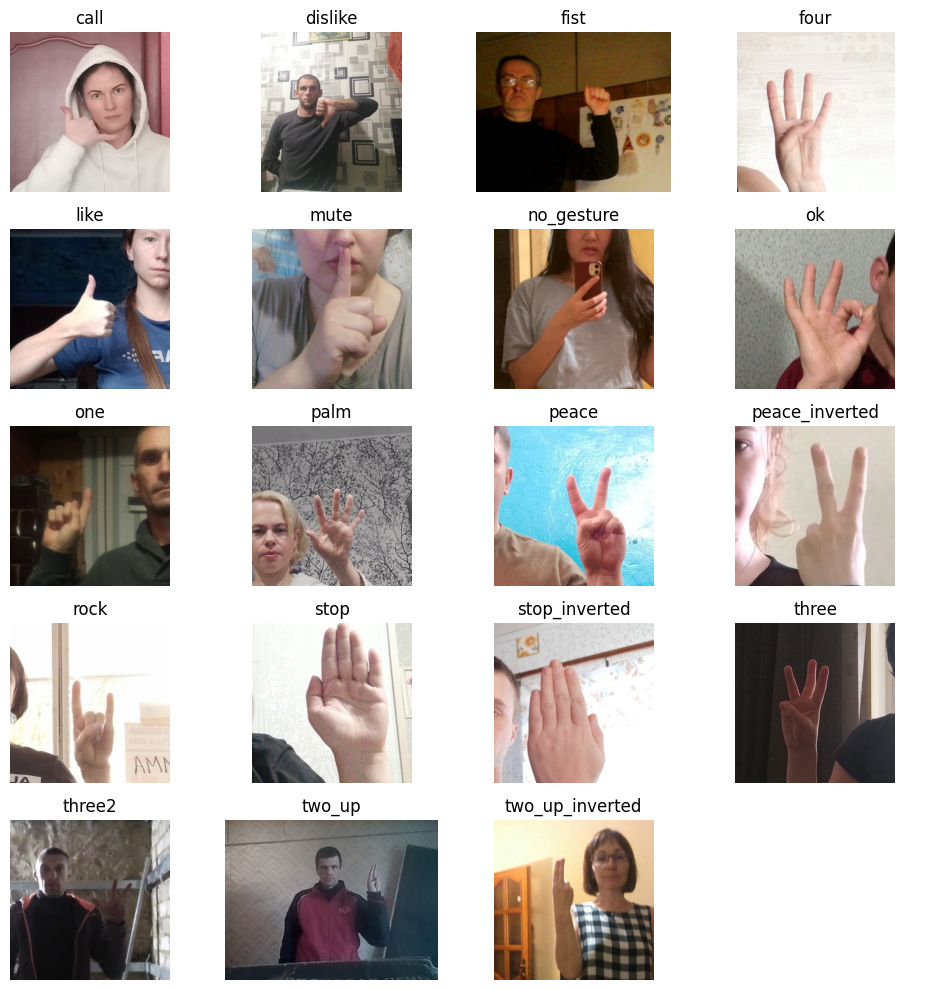 call dislike fist four
like mute no_gesture ok
one palm peace peace_inverted
rock stop stop_inverted three
AMM
three2 two_up two_up_inverted